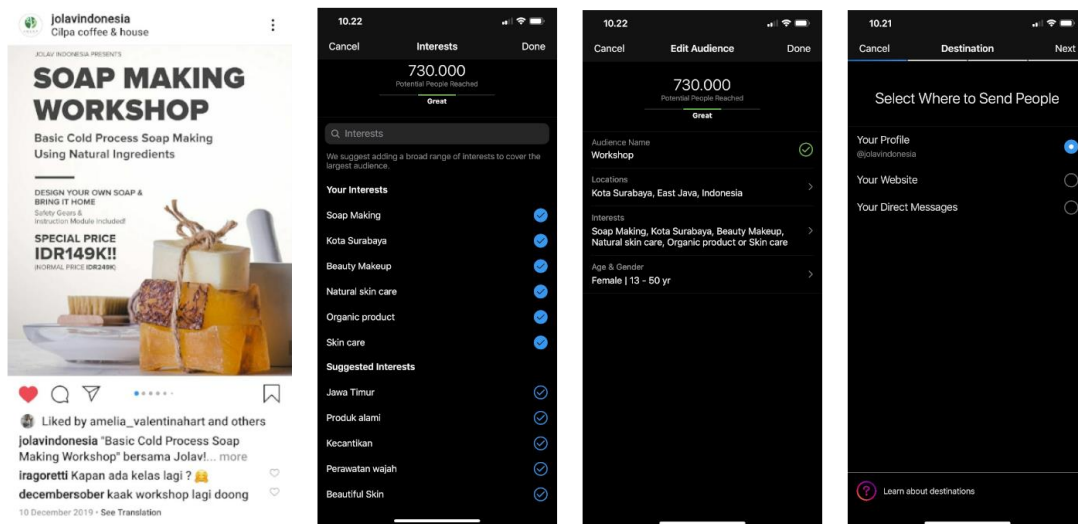 jolavindonesia
Cilpa coffee & house
JOLAV INDONESIA PRESENTS
SOAP MAKING
WORKSHOP
Basic Cold Process Soap Making
Using Natural Ingredients
DESIGN YOUR OWN SOAP &
BRING IT HOME
Safety Gears &
Instruction Module Included!
SPECIAL PRICE
IDR149K!!
(NORMAL PRICE IDR249K)
Liked by amelia_valentinahart and others
jolavindonesia "Basic Cold Process Soap
Making Workshop" bersama Jolav!... more
iragoretti Kapan ada kelas lagi ? 🤗
decembersober kaak workshop lagi doong
10 December 2019 • See Translation
10.22
Cancel Interests Done
730.000
Potential People Reached
Great
Interests
We suggest adding a broad range of interests to cover the
largest audience.
Your Interests
Soap Making
Kota Surabaya
Beauty Makeup
Natural skin care
Organic product
Skin care
Suggested Interests
Jawa Timur
Produk alami
Kecantikan
Perawatan wajah
Beautiful Skin
10.22
Cancel Edit Audience Done
730.000
Potential People Reached
Great
Audience Name
Workshop
Locations
Kota Surabaya, East Java, Indonesia
Interests
Soap Making, Kota Surabaya, Beauty Makeup,
Natural skin care, Organic product or Skin care
Age & Gender
Female | 13 - 50 yr
10.21
Cancel Destination Next
Select Where to Send People
Your Profile
@jolavindonesia
Your Website
Your Direct Messages
? Learn about destinations